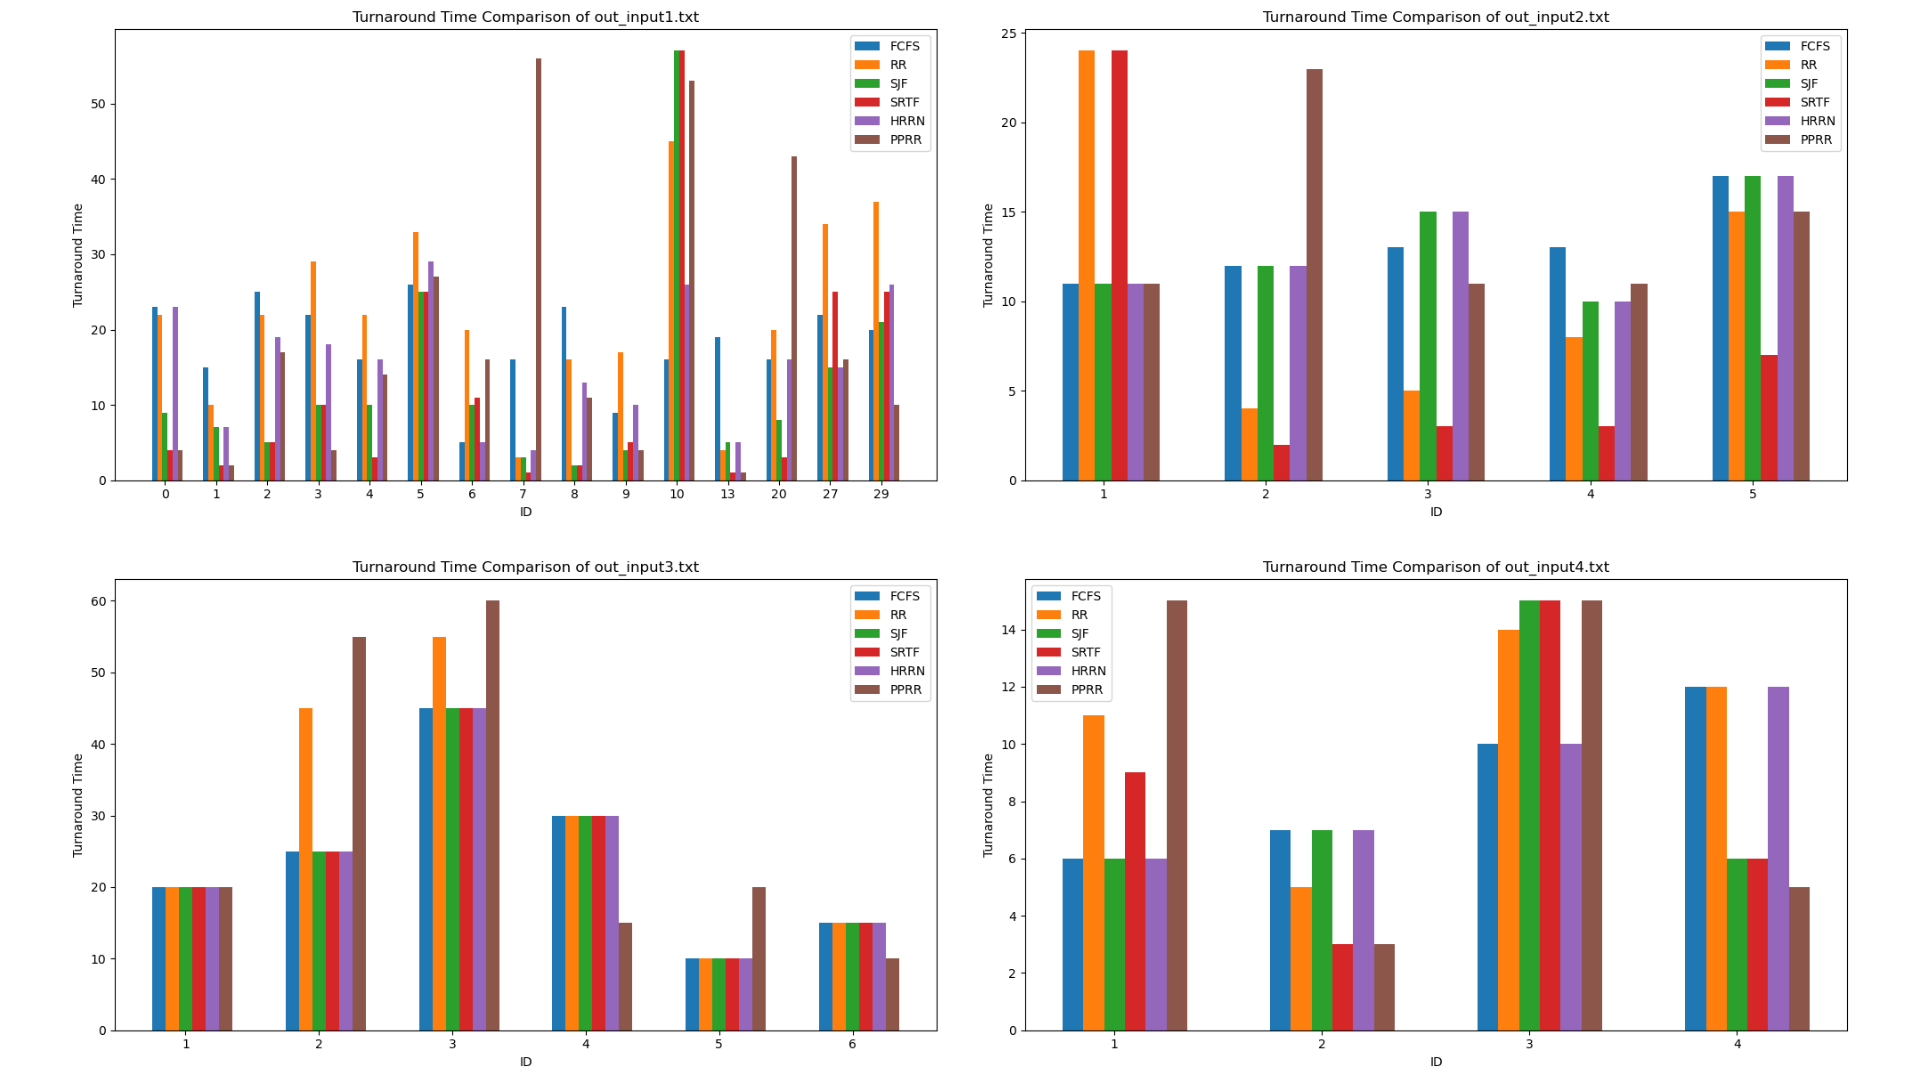 Turnaround Time Comparison of out_input1.txt
Turnaround Time
50
40
30
20
10
0
FCFS
RR
SJF
SRTF
HRRN
PPRR
0 1 2 3 4 5 6 7 8 9 10 13 20 27 29
ID
Turnaround Time Comparison of out_input2.txt
Turnaround Time
25
20
15
10
5
0
FCFS
RR
SJF
SRTF
HRRN
PPRR
1 2 3 4 5
ID
Turnaround Time Comparison of out_input3.txt
Turnaround Time
60
50
40
30
20
10
0
FCFS
RR
SJF
SRTF
HRRN
PPRR
1 2 3 4 5 6
ID
Turnaround Time Comparison of out_input4.txt
Turnaround Time
14
12
10
8
6
4
2
0
FCFS
RR
SJF
SRTF
HRRN
PPRR
1 2 3 4
ID